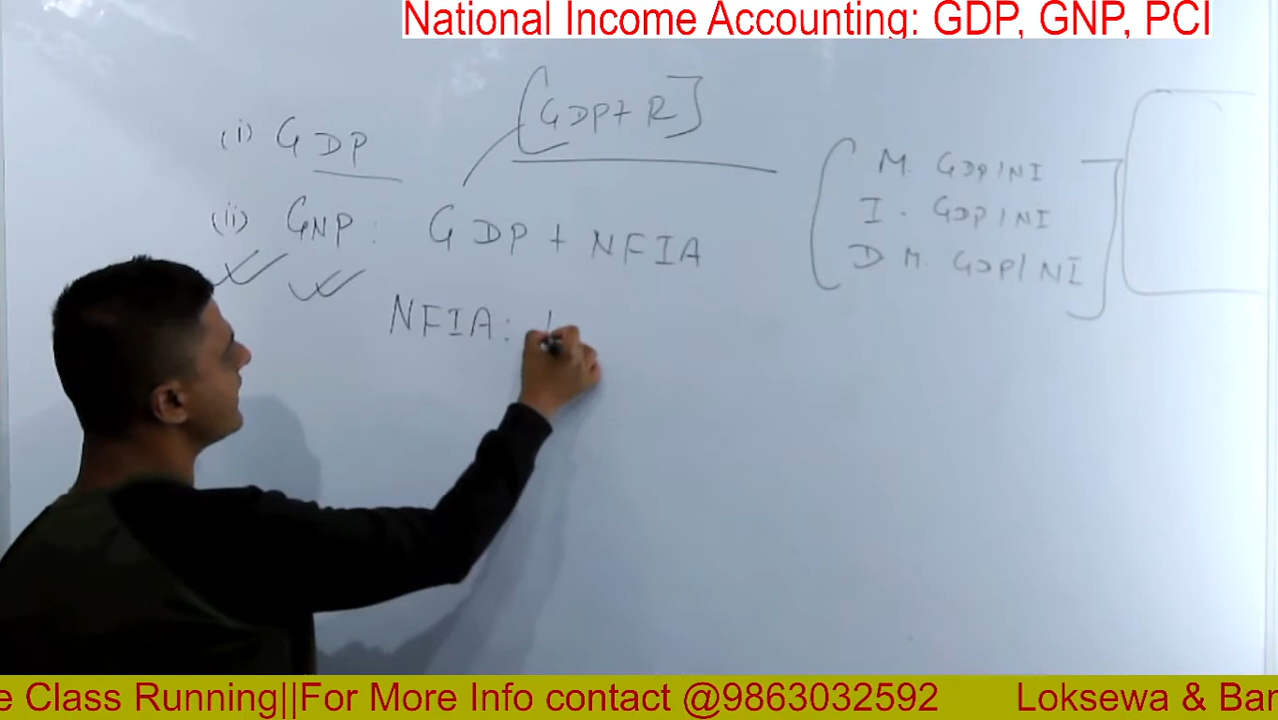 National Income Accounting: GDP, GNP, PCI
[GDP+R]
(i) GDP
(ii) GNP: GDP + NFIA
NFIA:
M. GDP/NI
I. GDP/NI
D M. GDP/NI
e Class Running||For More Info contact @9863032592 Loksewa & Bar